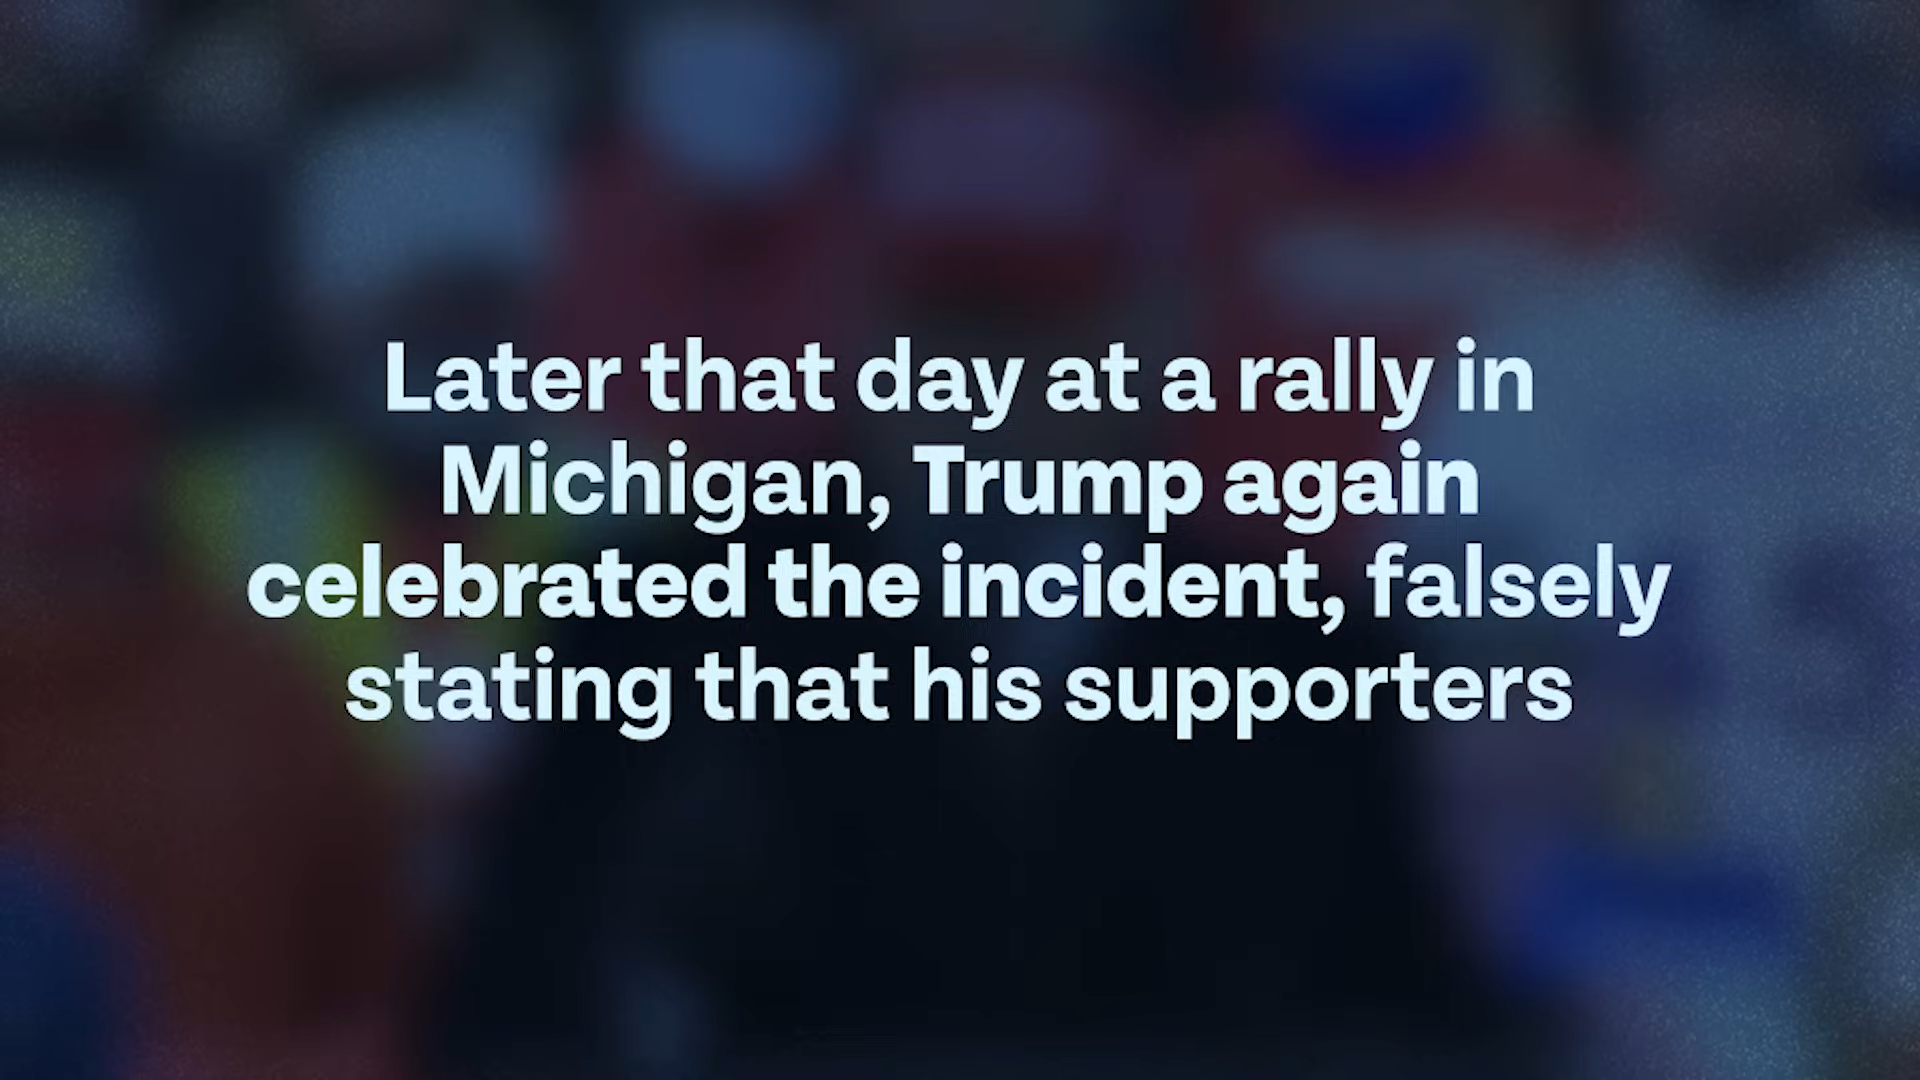 Later that day at a rally in
Michigan, Trump again
celebrated the incident, falsely
stating that his supporters